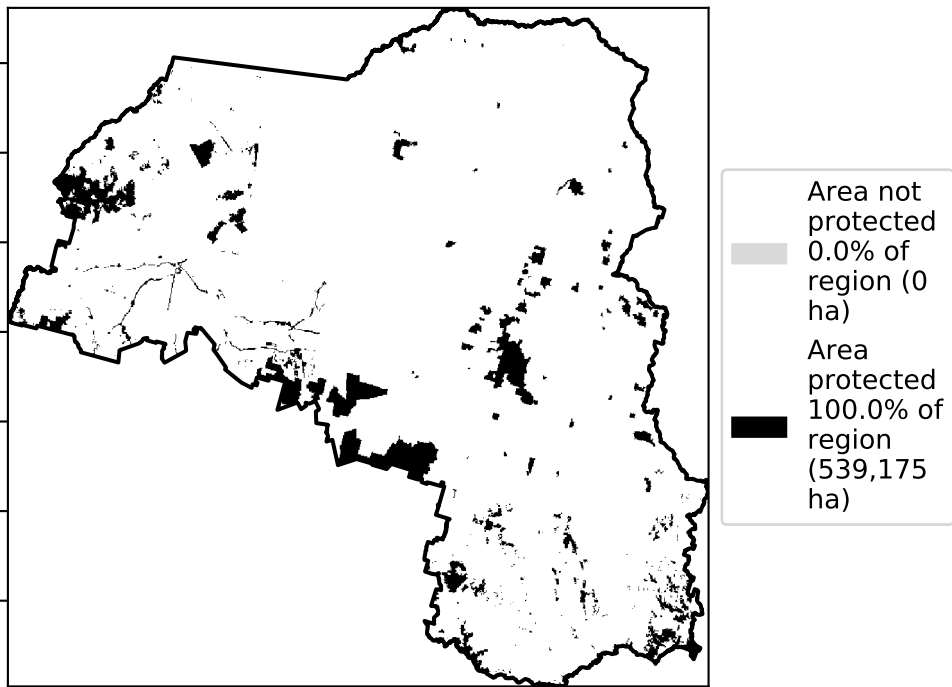 Area not
protected
0.0% of
region (0
ha)
Area
protected
100.0% of
region
(539,175
ha)